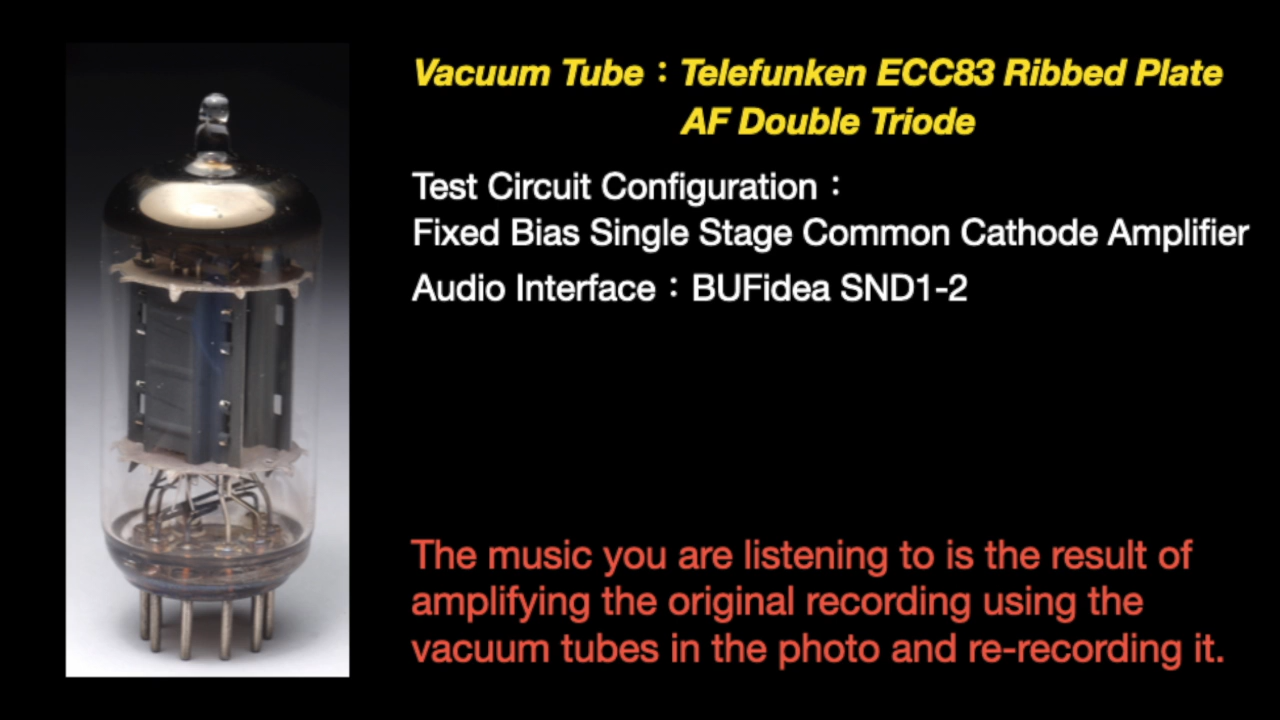 Vacuum Tube：Telefunken ECC83 Ribbed Plate
AF Double Triode
Test Circuit Configuration：
Fixed Bias Single Stage Common Cathode Amplifier
Audio Interface：BUFidea SND1-2
The music you are listening to is the result of
amplifying the original recording using the
vacuum tubes in the photo and re-recording it.